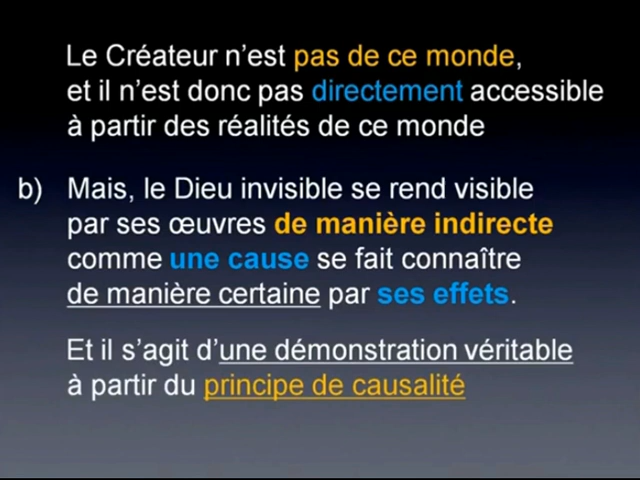 Le Créateur n’est pas de ce monde,
et il n’est donc pas directement accessible
à partir des réalités de ce monde
b) Mais, le Dieu invisible se rend visible
par ses œuvres de manière indirecte
comme une cause se fait connaître
de manière certaine par ses effets.
Et il s’agit d’une démonstration véritable
à partir du principe de causalité